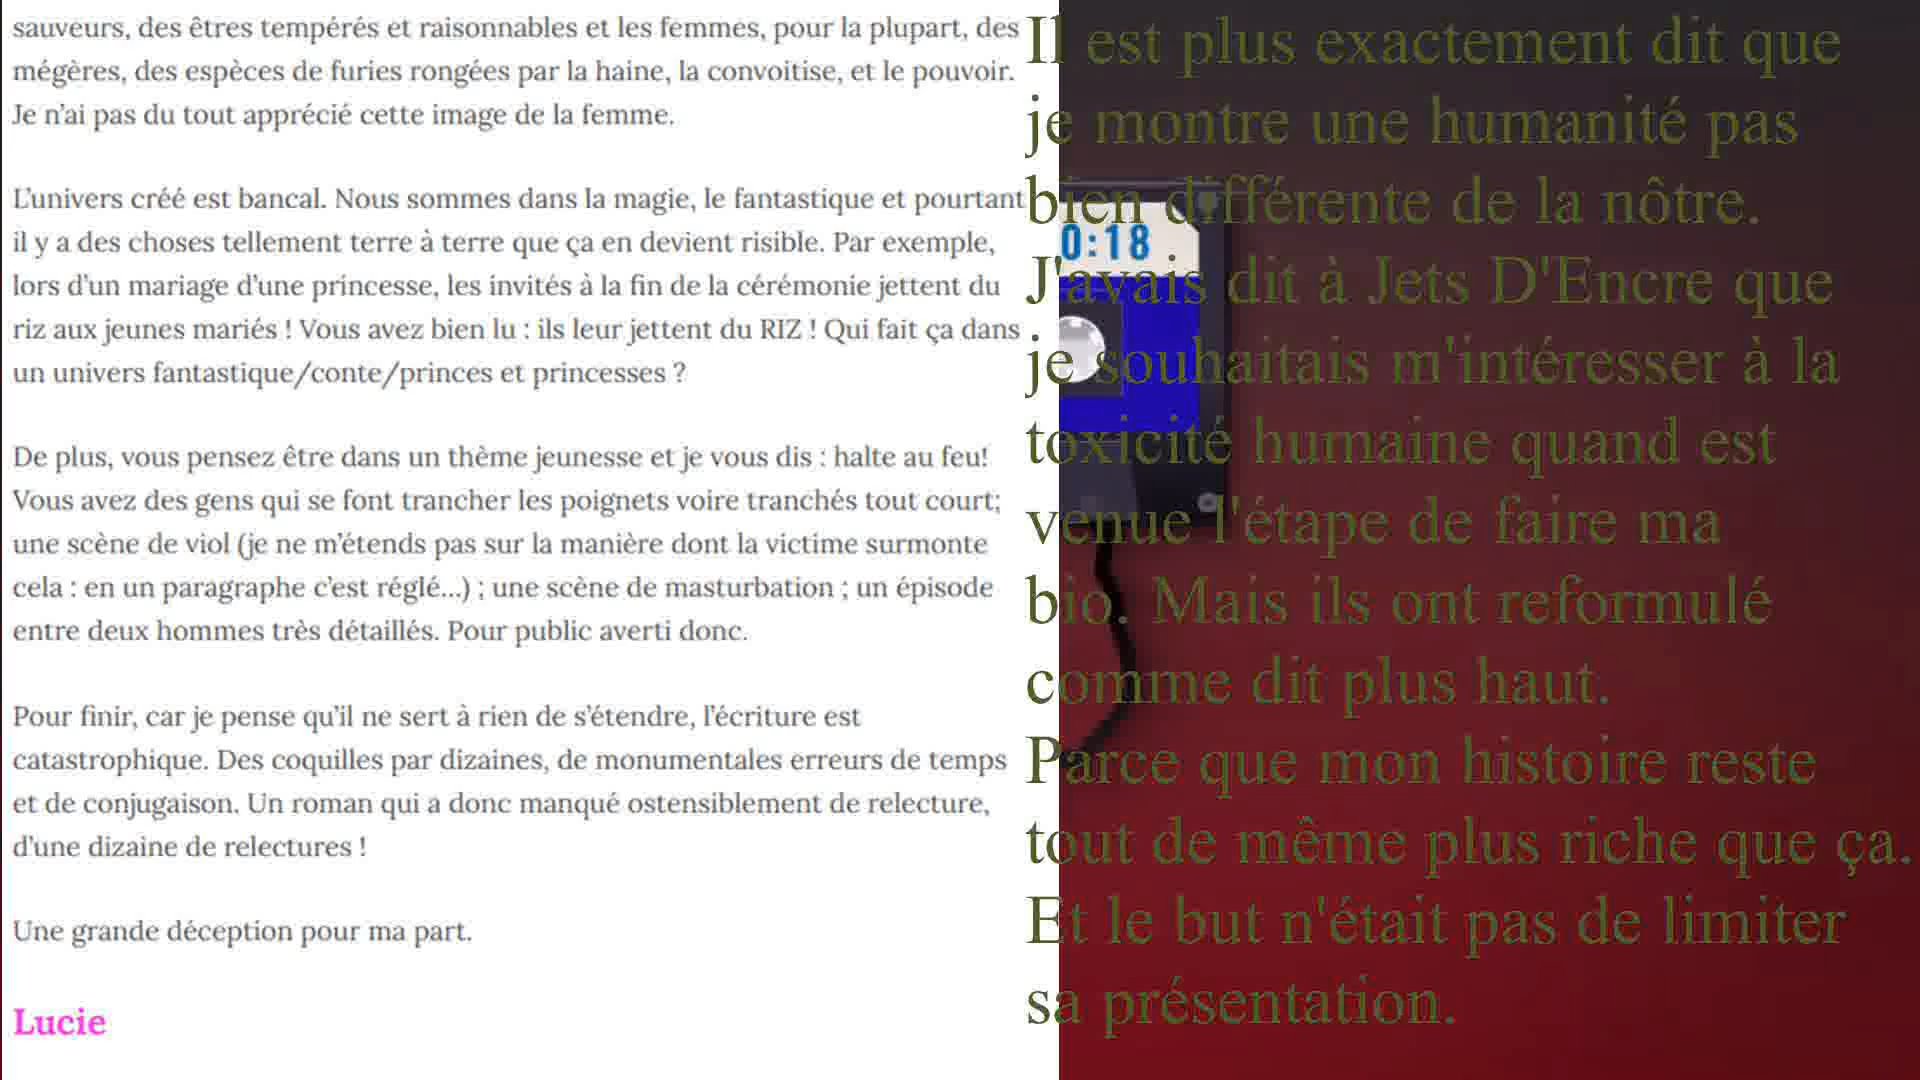 sauveurs, des êtres tempérés et raisonnables et les femmes, pour la plupart, des
mégères, des espèces de furies rongées par la haine, la convoitise, et le pouvoir.
Je n'ai pas du tout apprécié cette image de la femme.
L'univers créé est bancal. Nous sommes dans la magie, le fantastique et pourtant
il y a des choses tellement terre à terre que ça en devient risible. Par exemple,
lors d'un mariage d'une princesse, les invités à la fin de la cérémonie jettent du
riz aux jeunes mariés ! Vous avez bien lu : ils leur jettent du RIZ ! Qui fait ça dans
un univers fantastique/conte/princes et princesses ?
De plus, vous pensez être dans un thème jeunesse et je vous dis : halte au feu!
Vous avez des gens qui se font trancher les poignets voire tranchés tout court;
une scène de viol (je ne m'étends pas sur la manière dont la victime surmonte
cela : en un paragraphe c'est réglé...) ; une scène de masturbation ; un épisode
entre deux hommes très détaillés. Pour public averti donc.
Pour finir, car je pense qu'il ne sert à rien de s'étendre, l'écriture est
catastrophique. Des coquilles par dizaines, de monumentales erreurs de temps
et de conjugaison. Un roman qui a donc manqué ostensiblement de relecture,
d'une dizaine de relectures !
Une grande déception pour ma part.
Lucie
Il est plus exactement dit que
je montre une humanité pas
bien différente de la nôtre.
0:18
J'avais dit à Jets D'Encre que
je souhaitais m'intéresser à la
toxicité humaine quand est
venue l'étape de faire ma
bio. Mais ils ont reformulé
comme dit plus haut.
Parce que mon histoire reste
tout de même plus riche que ça.
Et le but n'était pas de limiter
sa présentation.